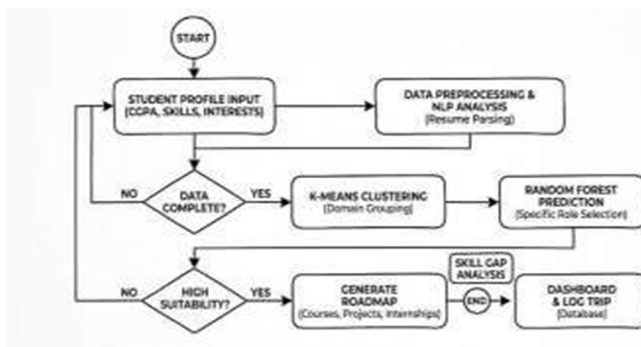 START
STUDENT PROFILE INPUT
(CGPA, SKILLS, INTERESTS)
DATA PREPROCESSING &
NLP ANALYSIS
(Resume Parsing)
NO
DATA
COMPLETE?
YES
K-MEANS CLUSTERING
(Domain Grouping)
RANDOM FOREST
PREDICTION
(Specific Role Selection)
NO
HIGH
SUITABILITY?
YES
GENERATE
ROADMAP
(Courses, Projects, Internships)
SKILL GAP
ANALYSIS
END
DASHBOARD
& LOG TRIP
(Database)